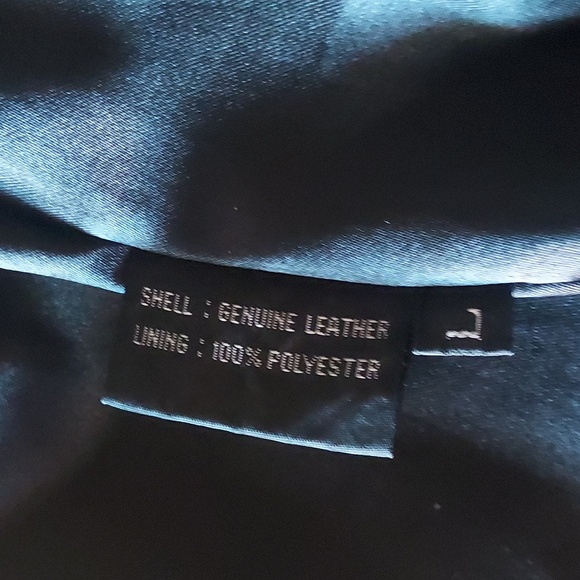 SHELL : GENUINE LEATHER
LINING : 100% POLYESTER
L